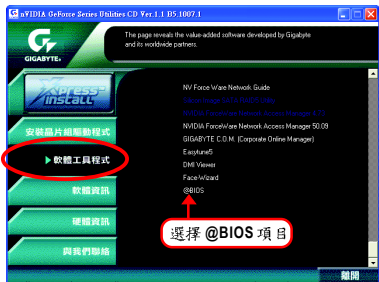 nVIDIA GeForce Series Utilities CD Ver.1.1 B5.1007.1
The page reveals the value-added software developed by Gigabyte
and its worldwide partners.
GIGABYTE
Xpress™
Install
安裝晶片組驅動程式
軟體工具程式
軟體資訊
硬體資訊
與我們聯絡
NV Force Ware Network Guide
NVIDIA ForceWare Network Access Manager 50.09
GIGABYTE C.O.M. (Corporate Online Manager)
Easytune5
DMI Viewer
Face-Wizard
@BIOS
選擇 @BIOS 項目
離開